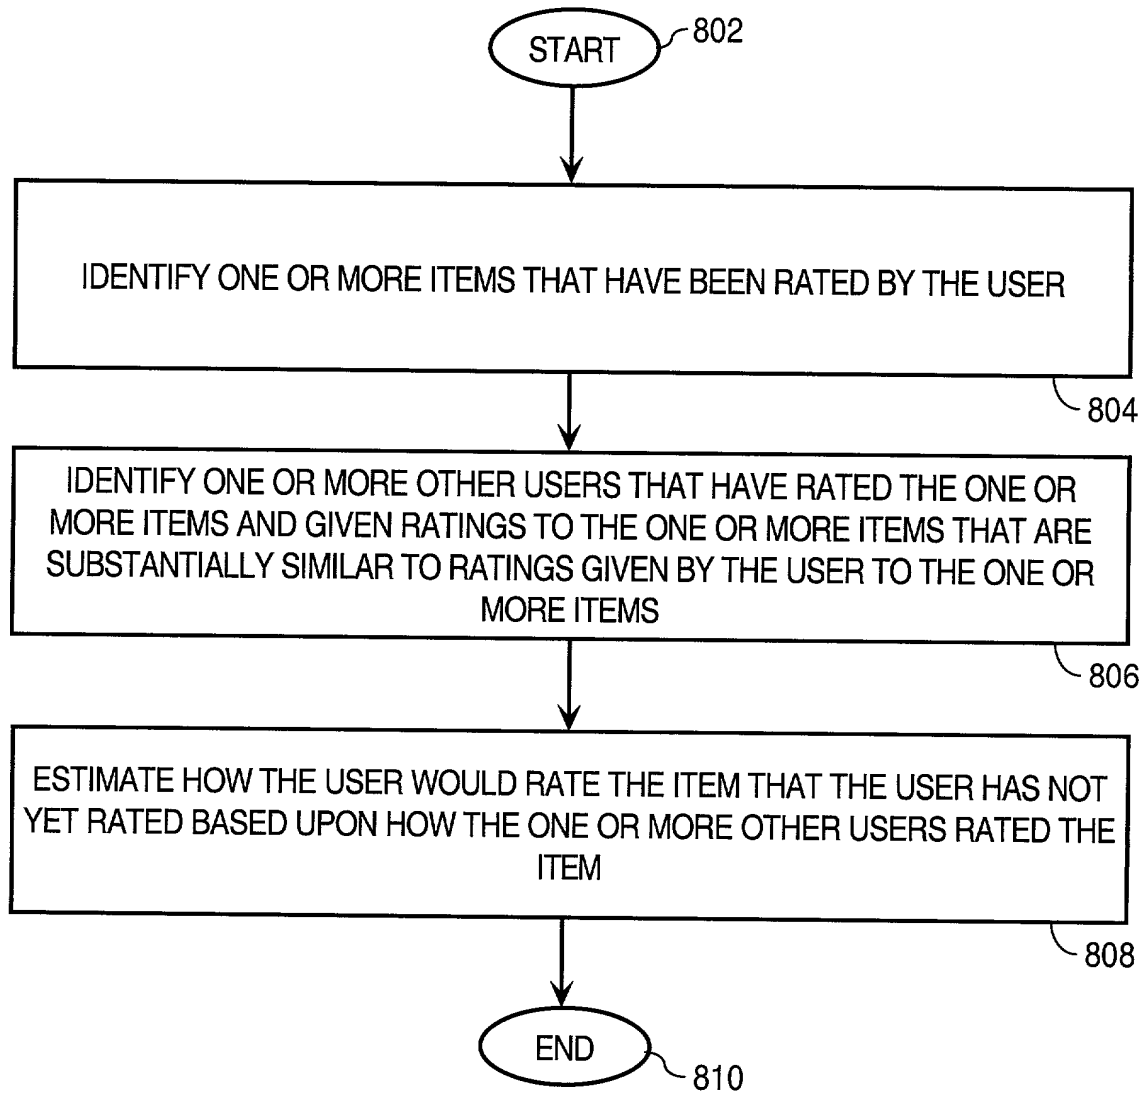 START
802
IDENTIFY ONE OR MORE ITEMS THAT HAVE BEEN RATED BY THE USER
804
IDENTIFY ONE OR MORE OTHER USERS THAT HAVE RATED THE ONE OR
MORE ITEMS AND GIVEN RATINGS TO THE ONE OR MORE ITEMS THAT ARE
SUBSTANTIALLY SIMILAR TO RATINGS GIVEN BY THE USER TO THE ONE OR
MORE ITEMS
806
ESTIMATE HOW THE USER WOULD RATE THE ITEM THAT THE USER HAS NOT
YET RATED BASED UPON HOW THE ONE OR MORE OTHER USERS RATED THE
ITEM
808
END
810